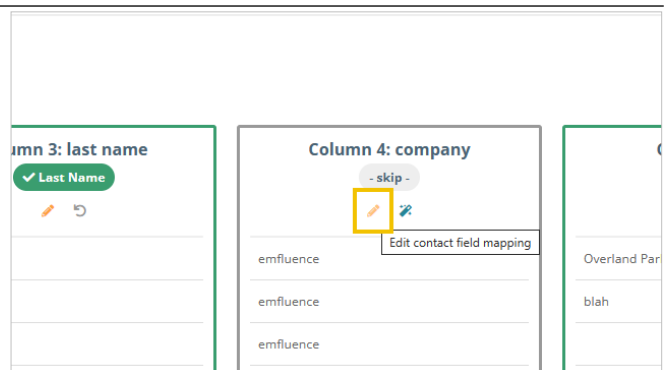 umn 3: last name
Last Name
Column 4: company
- skip -
Edit contact field mapping
emfluence
emfluence
emfluence
Overland Par
blah